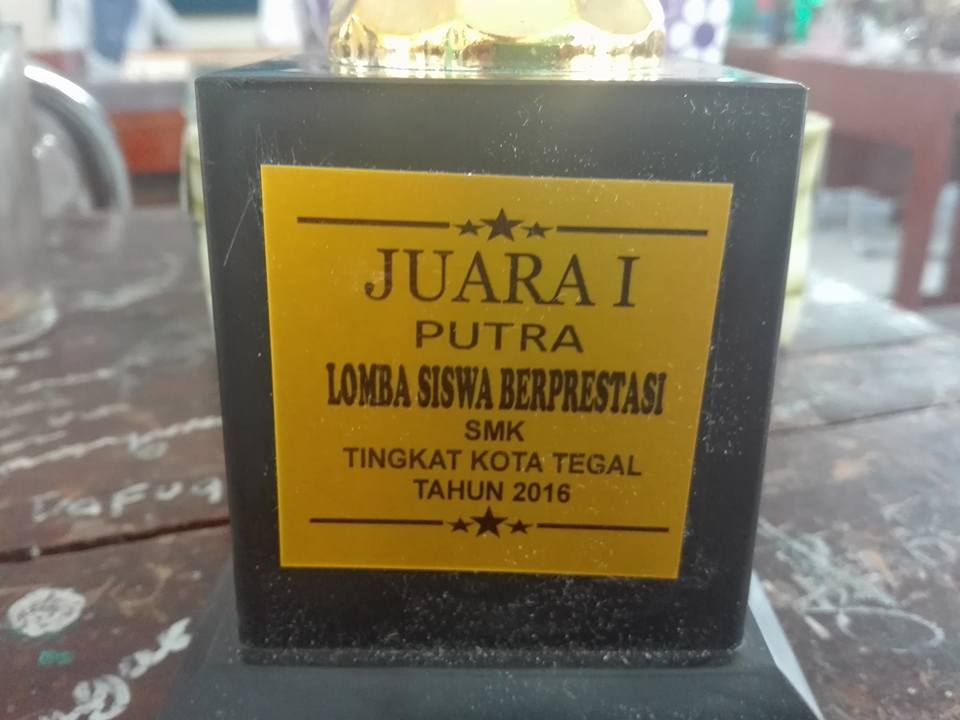 JUARA I
PUTRA
LOMBA SISWA BERPRESTASI
SMK
TINGKAT KOTA TEGAL
TAHUN 2016